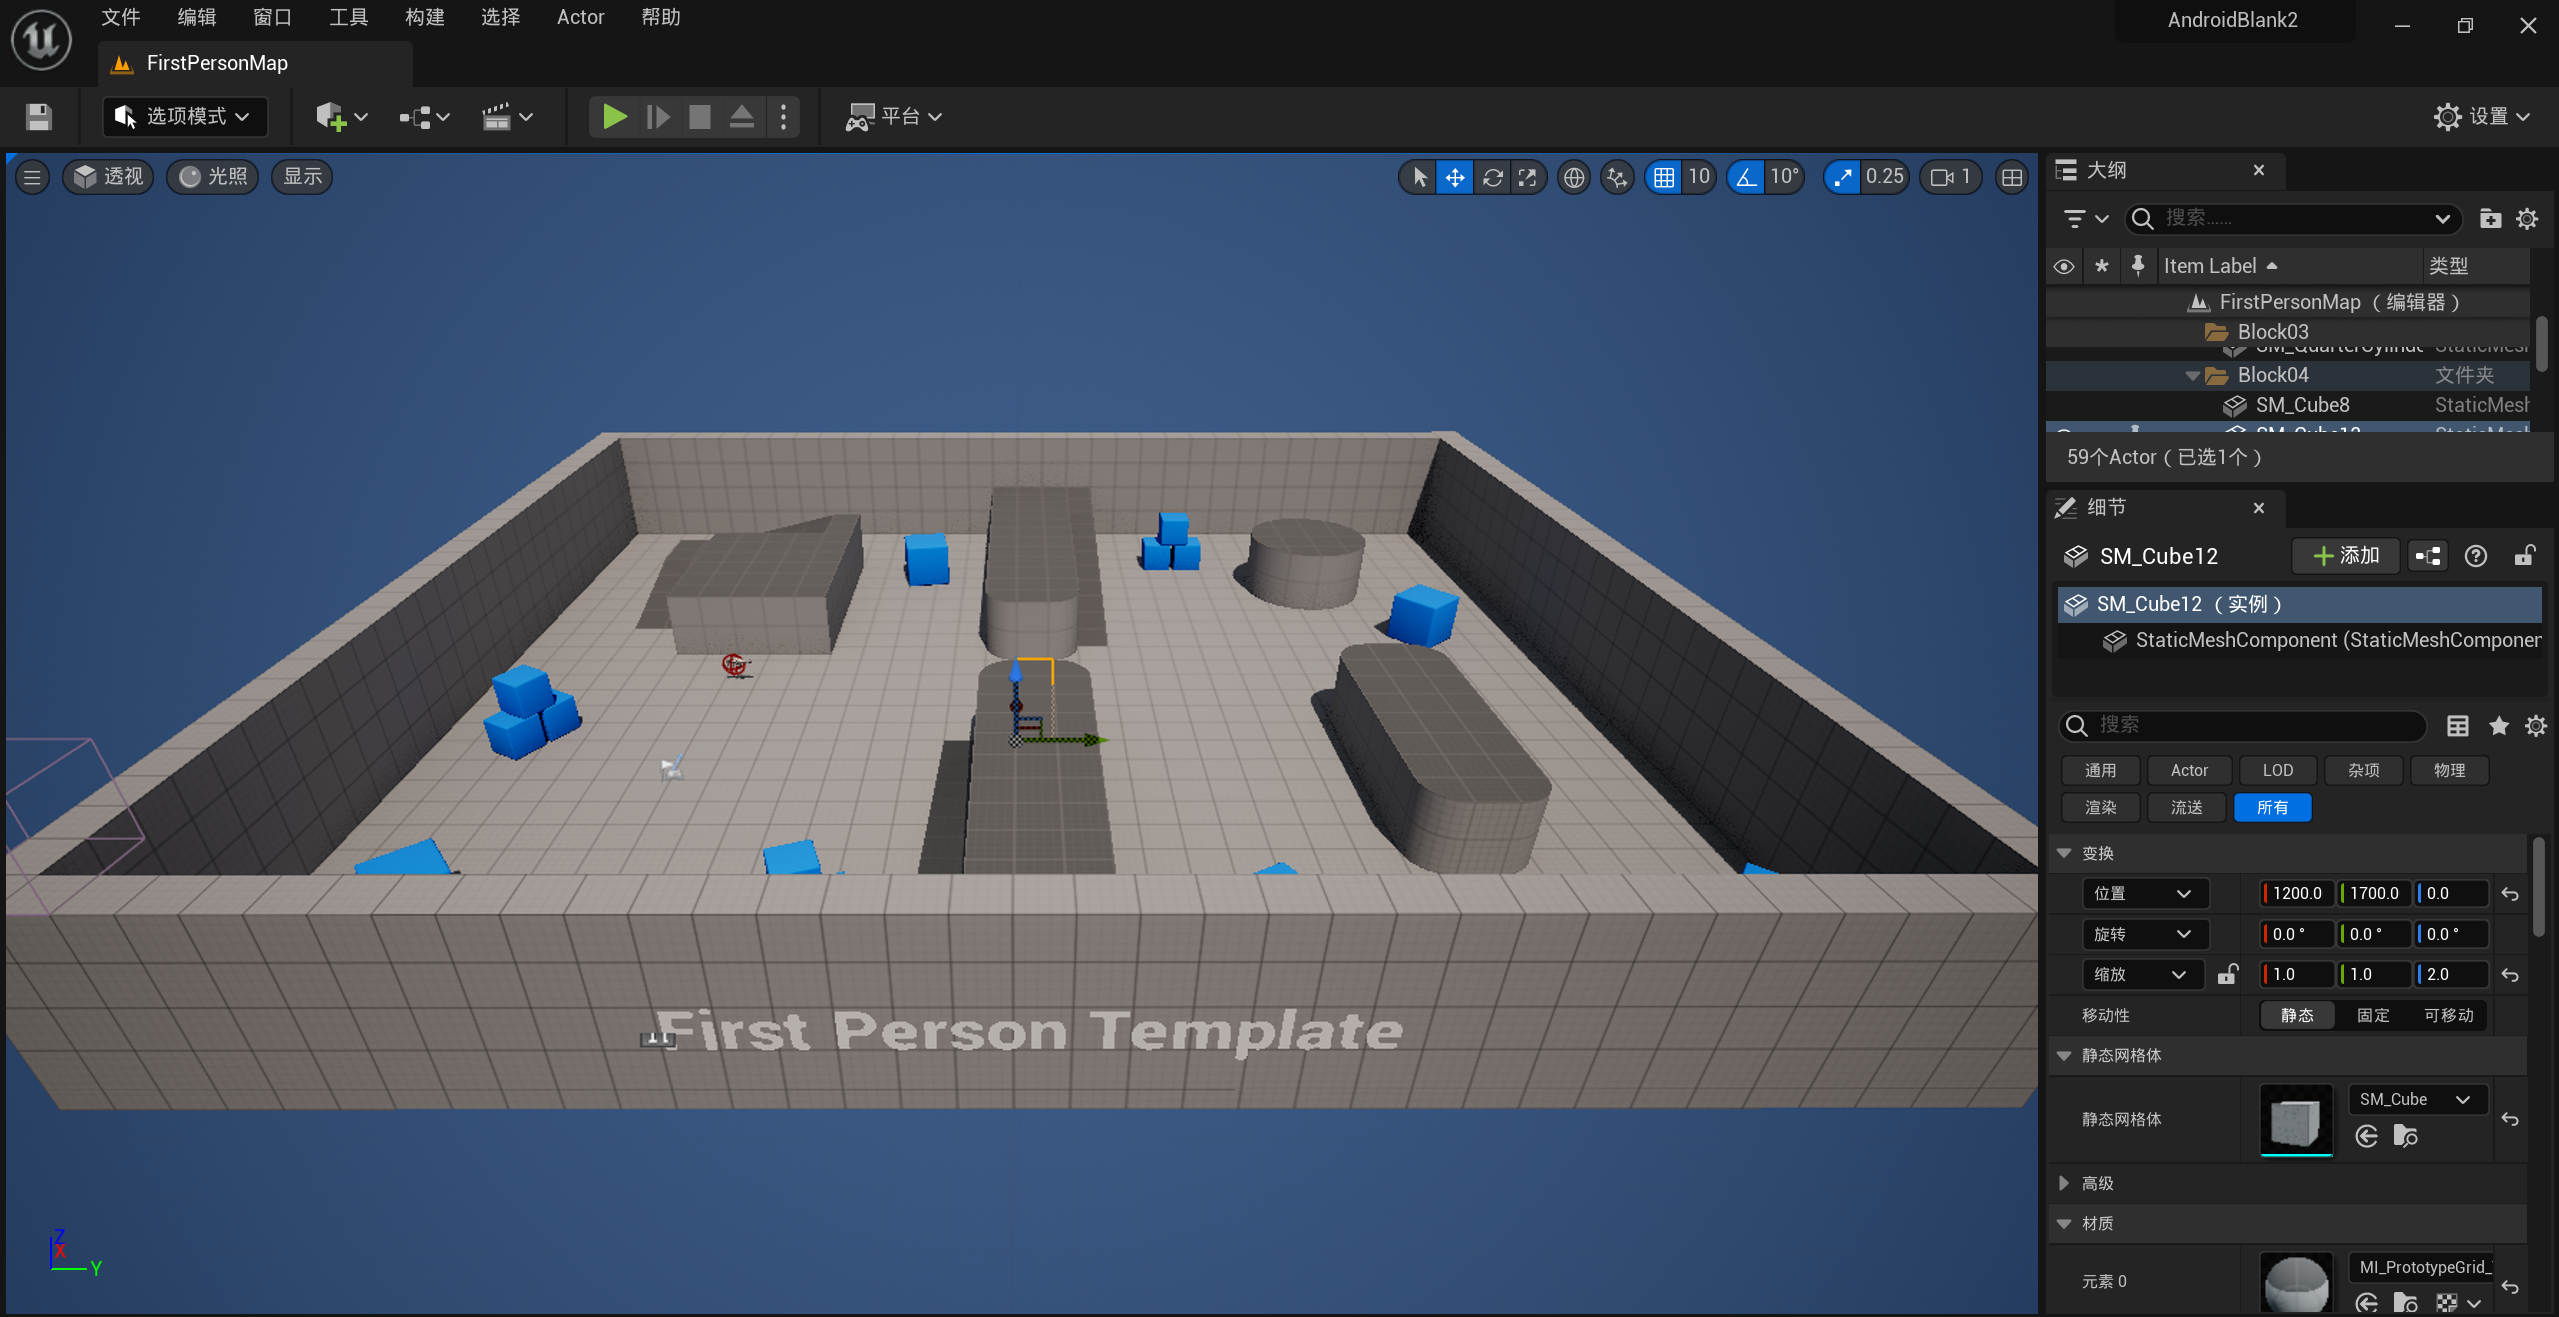 文件 编辑 窗口 工具 构建 选择 Actor 帮助
AndroidBlank2
FirstPersonMap
选项模式
平台
设置
透视 光照 显示
10 10° 0.25 1
大纲
搜索......
Item Label 类型
FirstPersonMap （编辑器）
Block03
Block04 文件夹
SM_Cube8 StaticMesh
SM_Cube12 StaticMesh
59个Actor（已选1个）
细节
SM_Cube12
添加
SM_Cube12 （实例）
StaticMeshComponent (StaticMeshComponen
搜索
通用 Actor LOD 杂项 物理
渲染 流送 所有
变换
位置 1200.0 1700.0 0.0
旋转 0.0 ° 0.0 ° 0.0 °
缩放 1.0 1.0 2.0
移动性 静态 固定 可移动
静态网格体
静态网格体 SM_Cube
高级
材质
元素 0 MI_PrototypeGrid_
First Person Template
Z
X
Y